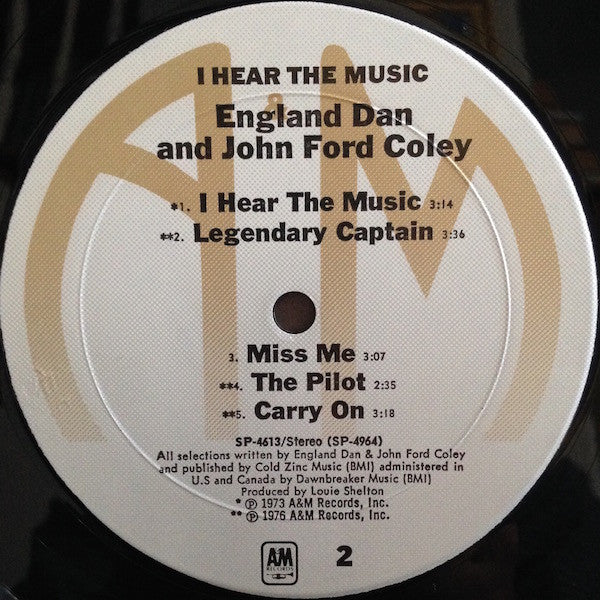 I HEAR THE MUSIC
A&M
England Dan
and John Ford Coley
*1. I Hear The Music 3:14
**2. Legendary Captain 3:36
3. Miss Me 3:07
**4. The Pilot 2:35
**5. Carry On 3:18
SP-4613/Stereo (SP-4964)
All selections written by England Dan & John Ford Coley
and published by Cold Zinc Music (BMI) administered in
U.S and Canada by Dawnbreaker Music (BMI)
Produced by Louie Shelton
* ℗ 1973 A&M Records, Inc.
** ℗ 1976 A&M Records, Inc.
A&M
RECORDS
2